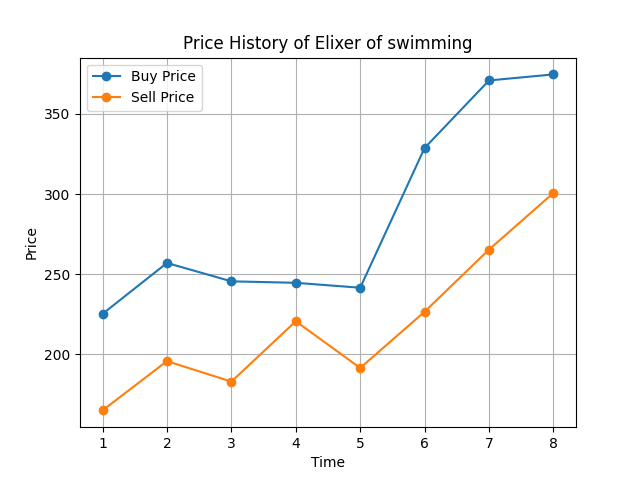 Price History of Elixer of swimming
Buy Price
Sell Price
350
300
250
200
Price
1 2 3 4 5 6 7 8
Time